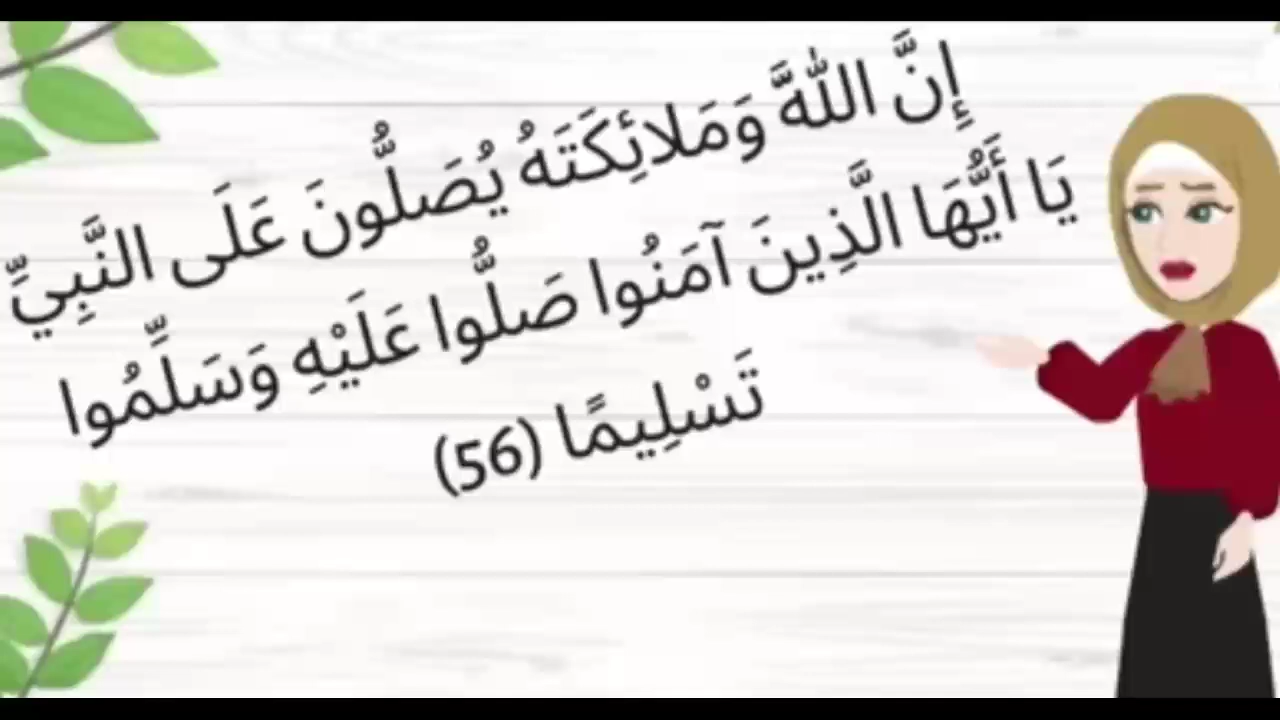 إِنَّ اللَّهَ وَمَلائِكَتَهُ يُصَلُّونَ عَلَى النَّبِيِّ
يَا أَيُّهَا الَّذِينَ آمَنُوا صَلُّوا عَلَيْهِ وَسَلِّمُوا
تَسْلِيمًا (56)